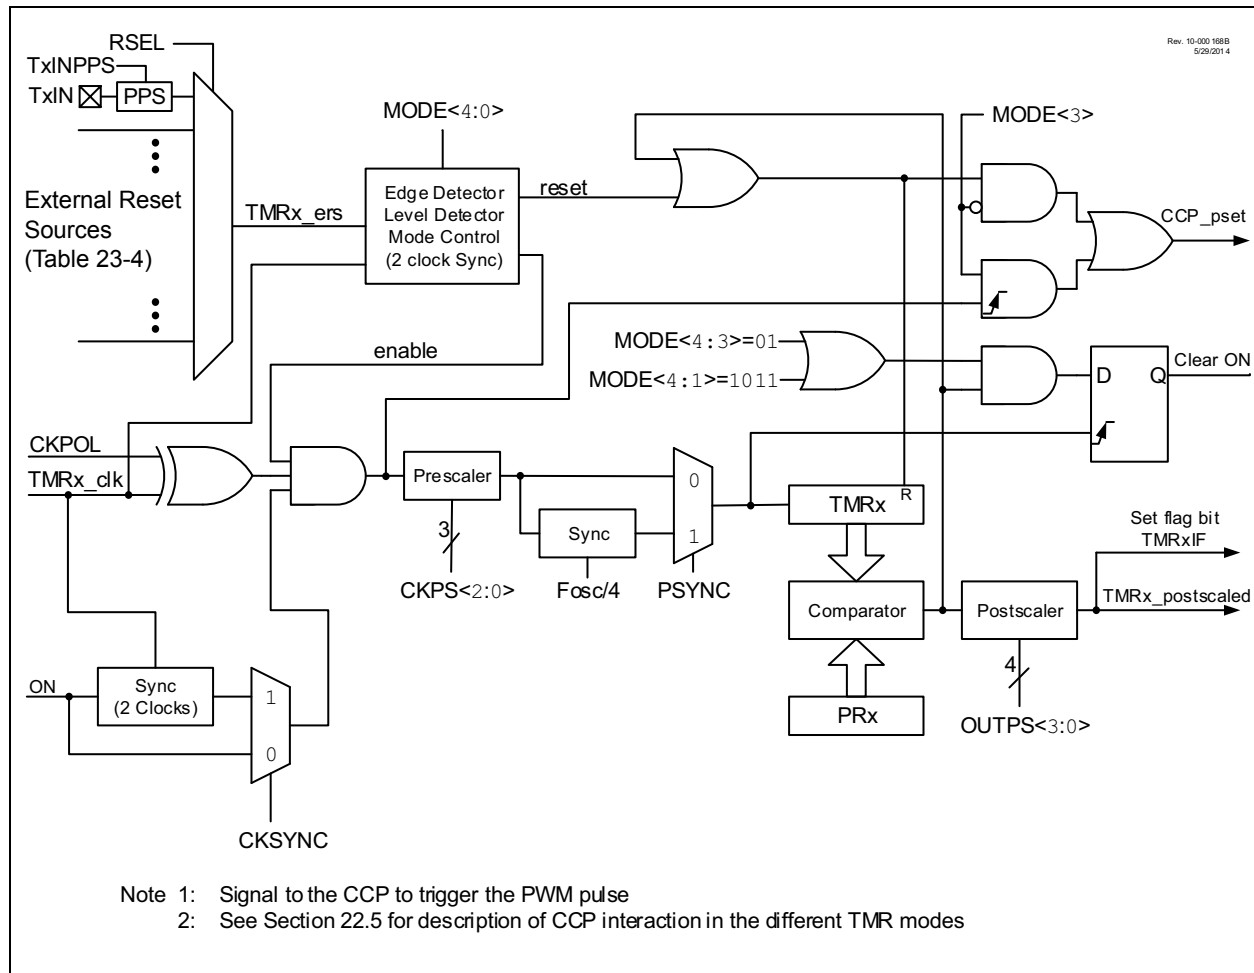 Rev. 10-000 168B
5/29/201 4
RSEL
TxINPPS
TxIN
PPS
MODE<4:0>
MODE<3>
External Reset
Sources
(Table 23-4)
TMRx_ers
Edge Detector
Level Detector
Mode Control
(2 clock Sync)
reset
CCP_pset
enable
MODE<4:3>=01
MODE<4:1>=1011
D
Q
Clear ON
CKPOL
TMRx_clk
Prescaler
3
CKPS<2:0>
Sync
Fosc/4
0
1
PSYNC
TMRx
R
Comparator
PRx
Postscaler
4
OUTPS<3:0>
Set flag bit
TMRxIF
TMRx_postscaled
ON
Sync
(2 Clocks)
1
0
CKSYNC
Note 1: Signal to the CCP to trigger the PWM pulse
2: See Section 22.5 for description of CCP interaction in the different TMR modes